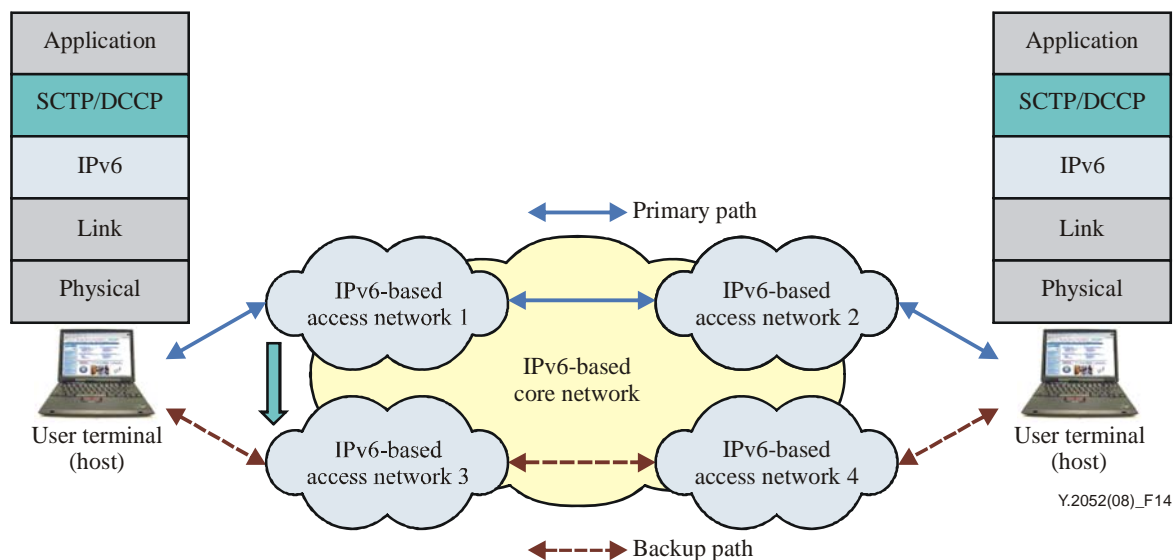 Application
SCTP/DCCP
IPv6
Link
Physical
User terminal
(host)
Primary path
IPv6-based
access network 1
IPv6-based
access network 2
IPv6-based
core network
IPv6-based
access network 3
IPv6-based
access network 4
Backup path
Application
SCTP/DCCP
IPv6
Link
Physical
User terminal
(host)
Y.2052(08)_F14